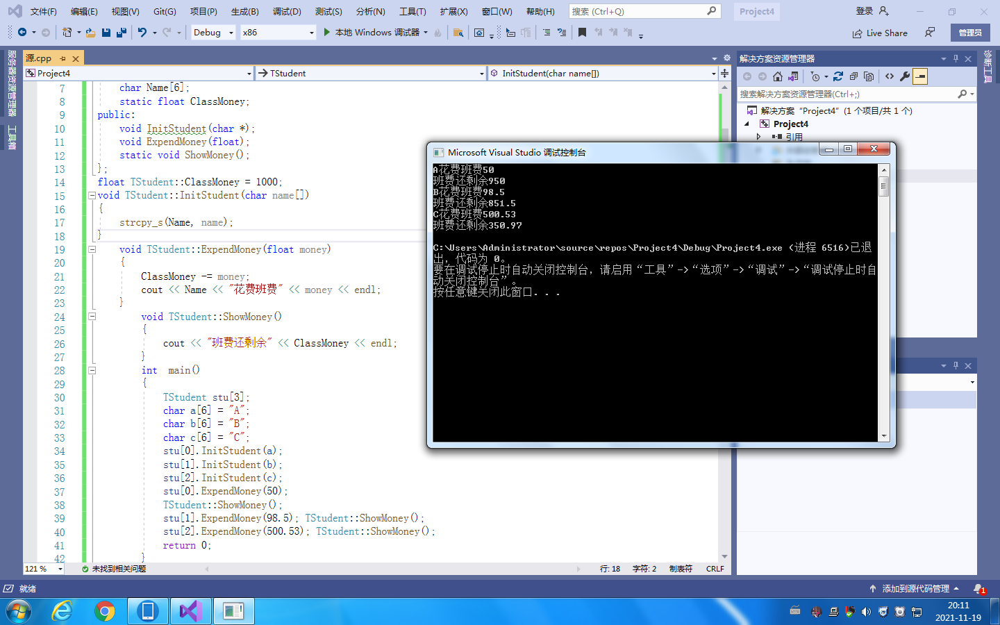 文件(F) 编辑(E) 视图(V) Git(G) 项目(P) 生成(B) 调试(D) 测试(S) 分析(N) 工具(T) 扩展(X) 窗口(W) 帮助(H) 搜索 (Ctrl+Q) Project4 登录
Debug x86 本地 Windows 调试器 Live Share 管理员
服务器资源管理器
工具箱
源.cpp
Project4 TStudent InitStudent(char name[])
7 char Name[6];
8 static float ClassMoney;
9 public:
10 void InitStudent(char *);
11 void ExpendMoney(float);
12 static void ShowMoney();
13 };
14 float TStudent::ClassMoney = 1000;
15 void TStudent::InitStudent(char name[])
16 {
17 strcpy_s(Name, name);
18 }
19 void TStudent::ExpendMoney(float money)
20 {
21 ClassMoney -= money;
22 cout << Name << "花费班费" << money << endl;
23 }
24 void TStudent::ShowMoney()
25 {
26 cout << "班费还剩余" << ClassMoney << endl;
27 }
28 int main()
29 {
30 TStudent stu[3];
31 char a[6] = "A";
32 char b[6] = "B";
33 char c[6] = "C";
34 stu[0].InitStudent(a);
35 stu[1].InitStudent(b);
36 stu[2].InitStudent(c);
37 stu[0].ExpendMoney(50);
38 TStudent::ShowMoney();
39 stu[1].ExpendMoney(98.5); TStudent::ShowMoney();
40 stu[2].ExpendMoney(500.53); TStudent::ShowMoney();
41 return 0;
42 }
121 % 未找到相关问题 行: 18 字符: 2 制表符 CRLF
解决方案资源管理器
搜索解决方案资源管理器(Ctrl+;)
解决方案 "Project4" (1 个项目/共 1 个)
Project4
引用
诊断工具
Microsoft Visual Studio 调试控制台
A花费班费50
班费还剩余950
B花费班费98.5
班费还剩余851.5
C花费班费500.53
班费还剩余350.97
C:\Users\Administrator\source\repos\Project4\Debug\Project4.exe (进程 6516)已退
出，代码为 0。
要在调试停止时自动关闭控制台，请启用“工具”->“选项”->“调试”->“调试停止时自
动关闭控制台”。
按任意键关闭此窗口. . .
就绪 添加到源代码管理 1
20:11
2021-11-19